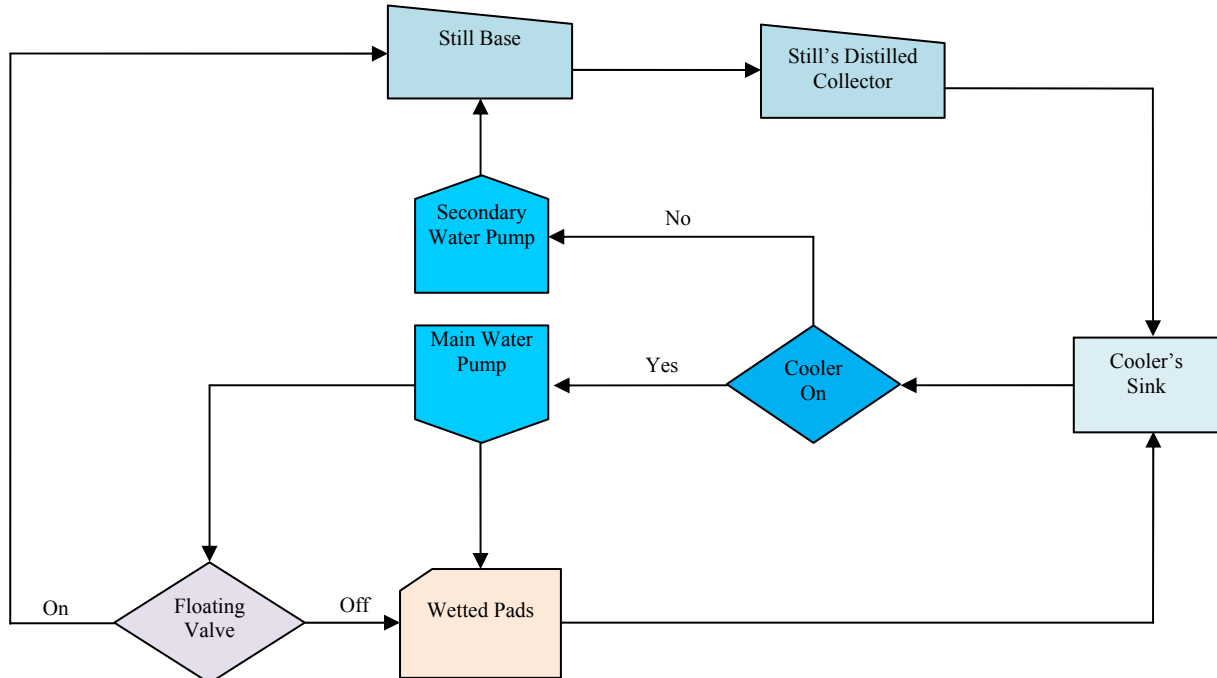 Still Base
Still’s Distilled
Collector
Secondary
Water Pump
No
Main Water
Pump
Yes
Cooler
On
Cooler’s
Sink
On
Floating
Valve
Off
Wetted Pads